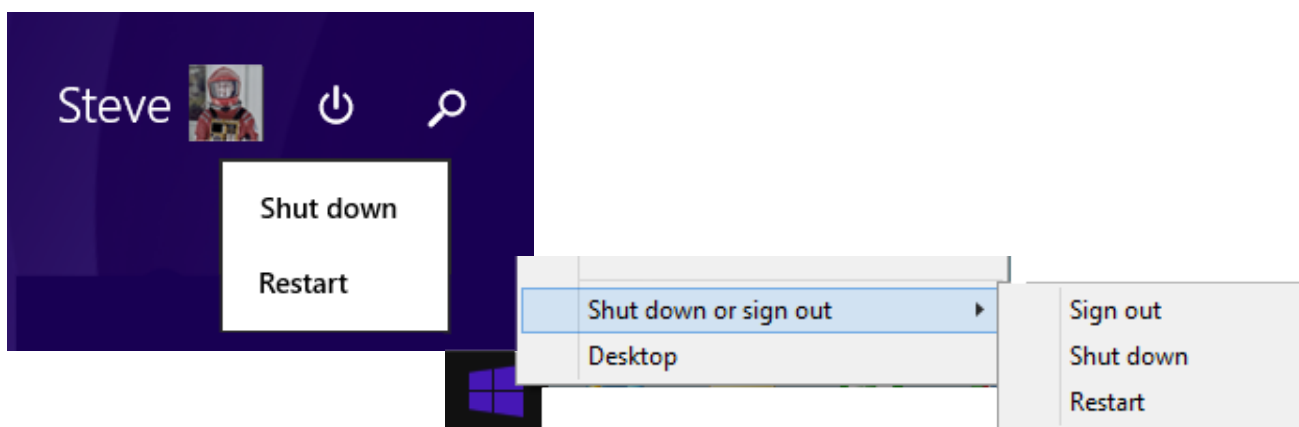 Steve
Shut down
Restart
Shut down or sign out
Desktop
Sign out
Shut down
Restart